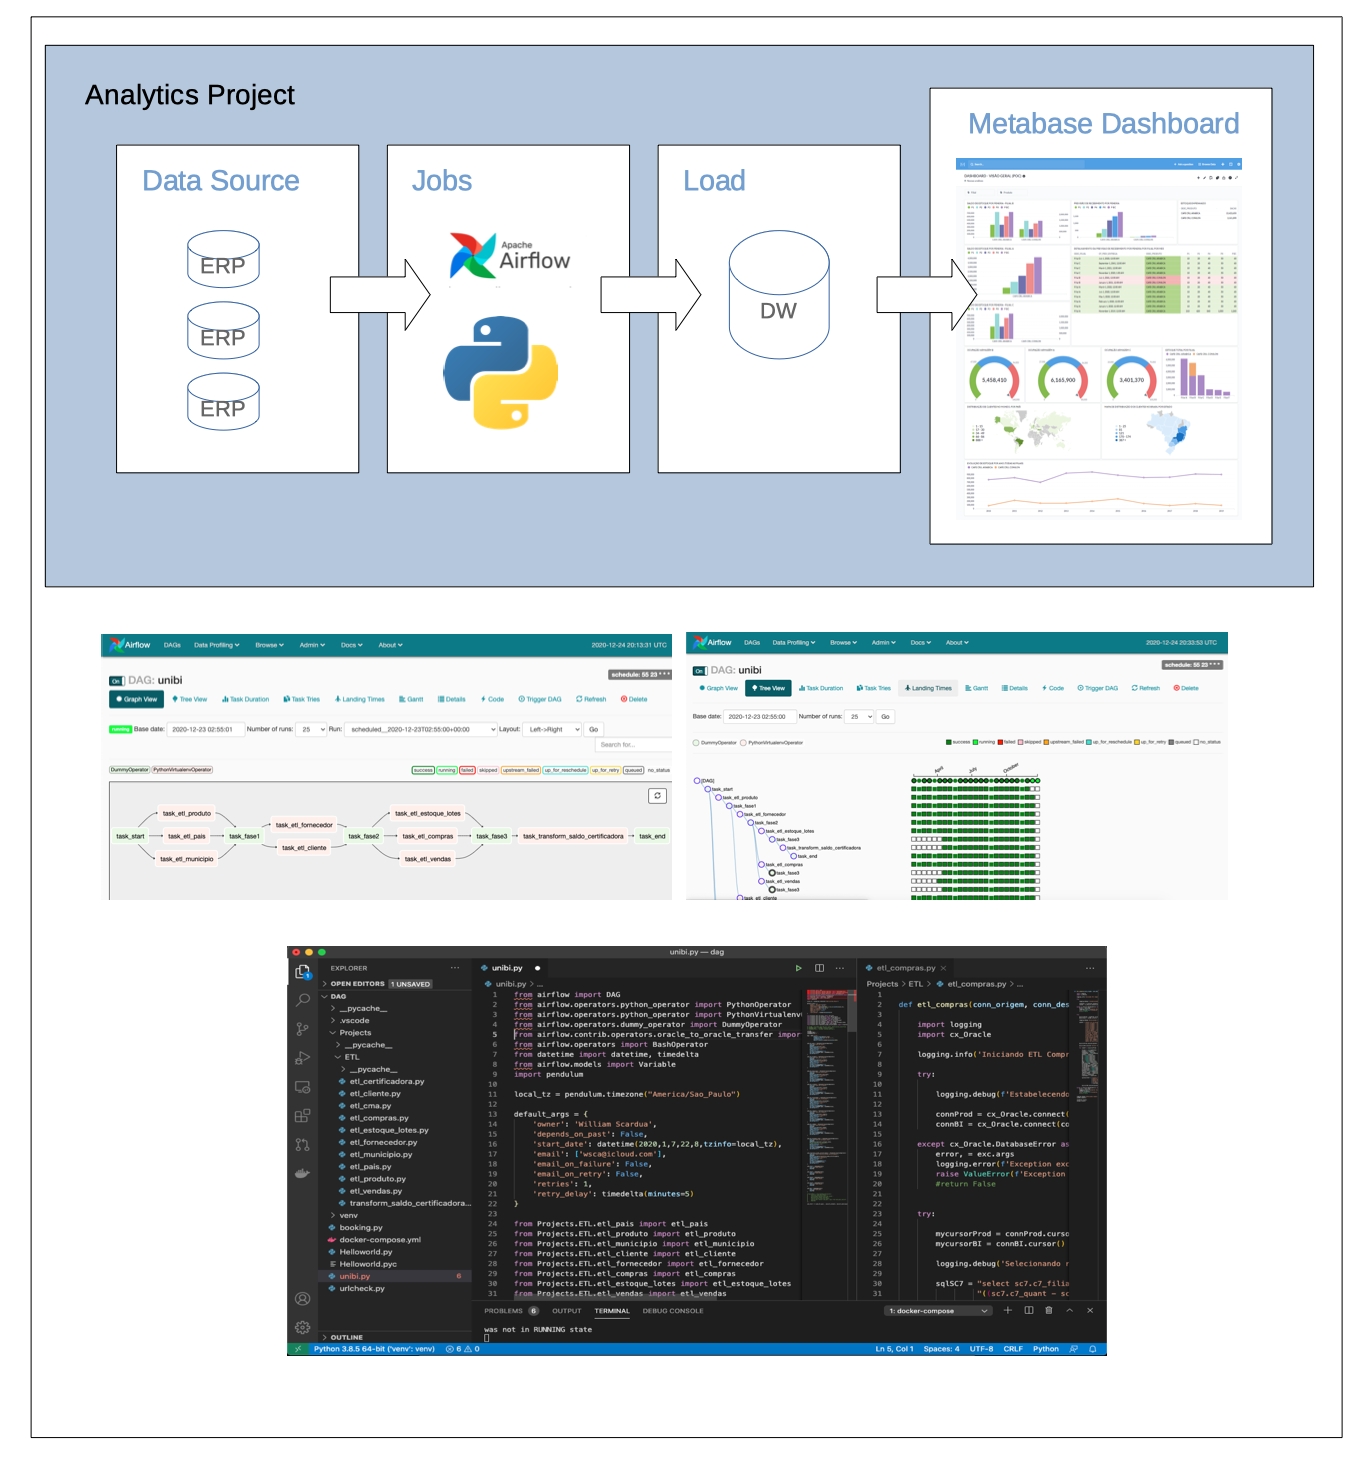 Analytics Project
Data Source
ERP
ERP
ERP
Jobs
Apache
Airflow
Load
DW
Metabase Dashboard
5,458,410
6,165,900
3,401,370
Airflow DAGs Data Profiling Browse Admin Docs About 2020-12-24 20:13:31 UTC
On DAG: unibi schedule: 55 23 * * *
Graph View Tree View Task Duration Task Tries Landing Times Gantt Details Code Trigger DAG Refresh Delete
running Base date: 2020-12-23 02:55:01 Number of runs: 25 Run: scheduled__2020-12-23T02:55:00+00:00 Layout: Left->Right Go
Search for...
DummyOperator PythonVirtualenvOperator success running failed skipped upstream_failed up_for_reschedule up_for_retry queued no_status
task_etl_produto
task_etl_estoque_lotes
task_etl_fornecedor
task_start task_etl_pais task_fase1 task_fase2 task_etl_compras task_fase3 task_transform_saldo_certificadora task_end
task_etl_cliente
task_etl_municipio
task_etl_vendas
Airflow DAGs Data Profiling Browse Admin Docs About 2020-12-24 20:33:53 UTC
On DAG: unibi schedule: 55 23 * * *
Graph View Tree View Task Duration Task Tries Landing Times Gantt Details Code Trigger DAG Refresh Delete
Base date: 2020-12-23 02:55:00 Number of runs: 25 Go
DummyOperator PythonVirtualenvOperator success running failed skipped upstream_failed up_for_reschedule up_for_retry queued no_status
April July October
[DAG]
task_start
task_etl_produto
task_fase1
task_etl_fornecedor
task_fase2
task_etl_estoque_lotes
task_fase3
task_transform_saldo_certificadora
task_end
task_etl_compras
task_fase3
task_etl_vendas
task_fase3
task_etl_cliente
unibi.py — dag
EXPLORER
OPEN EDITORS 1 UNSAVED
DAG
__pycache__
.vscode
Projects
__pycache__
ETL
__pycache__
etl_certificadora.py
etl_cliente.py
etl_cma.py
etl_compras.py
etl_estoque_lotes.py
etl_fornecedor.py
etl_municipio.py
etl_pais.py
etl_produto.py
etl_vendas.py
transform_saldo_certificadora...
venv
booking.py
docker-compose.yml
Helloworld.py
Helloworld.pyc
unibi.py 6
urlcheck.py
OUTLINE
unibi.py
unibi.py > ...
1 from airflow import DAG
2 from airflow.operators.python_operator import PythonOperator
3 from airflow.operators.python_operator import PythonVirtualenv
4 from airflow.operators.dummy_operator import DummyOperator
5 from airflow.contrib.operators.oracle_to_oracle_transfer impor
6 from airflow.operators import BashOperator
7 from datetime import datetime, timedelta
8 from airflow.models import Variable
9 import pendulum
10
11 local_tz = pendulum.timezone("America/Sao_Paulo")
12
13 default_args = {
14 'owner': 'William Scardua',
15 'depends_on_past': False,
16 'start_date': datetime(2020,1,7,22,8,tzinfo=local_tz),
17 'email': ['wsca@icloud.com'],
18 'email_on_failure': False,
19 'email_on_retry': False,
20 'retries': 1,
21 'retry_delay': timedelta(minutes=5)
22 }
23
24 from Projects.ETL.etl_pais import etl_pais
25 from Projects.ETL.etl_produto import etl_produto
26 from Projects.ETL.etl_municipio import etl_municipio
27 from Projects.ETL.etl_cliente import etl_cliente
28 from Projects.ETL.etl_fornecedor import etl_fornecedor
29 from Projects.ETL.etl_compras import etl_compras
30 from Projects.ETL.etl_estoque_lotes import etl_estoque_lotes
31 from Projects.ETL.etl_vendas import etl_vendas
etl_compras.py
Projects > ETL > etl_compras.py > ...
1
2 def etl_compras(conn_origem, conn_des
3
4 import logging
5 import cx_Oracle
6
7 logging.info('Iniciando ETL Compr
8
9 try:
10
11 logging.debug(f'Estabelecendo
12
13 connProd = cx_Oracle.connect(
14 connBI = cx_Oracle.connect(co
15
16 except cx_Oracle.DatabaseError as
17 error, = exc.args
18 logging.error(f'Exception exc
19 raise ValueError(f'Exception
20 #return False
21
22
23 try:
24
25 mycursorProd = connProd.curso
26 mycursorBI = connBI.cursor()
27
28 logging.debug('Selecionando r
29
30 sqlSC7 = "select sc7.c7_filia
31 "((sc7.c7_quant - sc
PROBLEMS 6 OUTPUT TERMINAL DEBUG CONSOLE 1: docker-compose
was not in RUNNING state
Python 3.8.5 64-bit ('venv': venv) 6 0 Ln 5, Col 1 Spaces: 4 UTF-8 CRLF Python